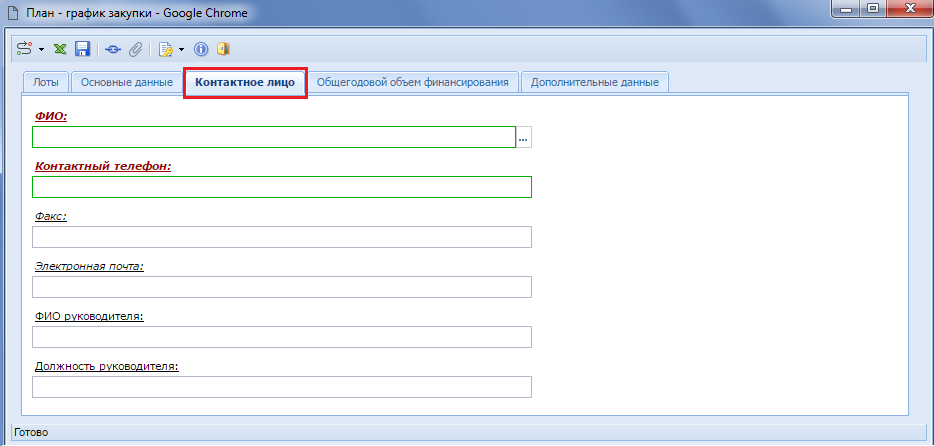 План - график закупки - Google Chrome
Лоты Основные данные Контактное лицо Общегодовой объем финансирования Дополнительные данные
ФИО:
...
Контактный телефон:
Факс:
Электронная почта:
ФИО руководителя:
Должность руководителя:
Готово